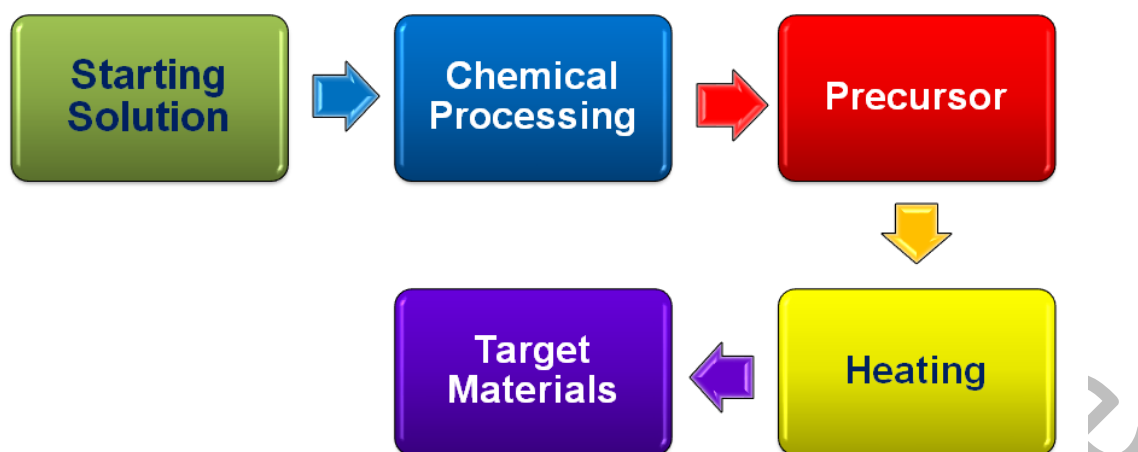 Starting
Solution
Chemical
Processing
Precursor
Target
Materials
Heating